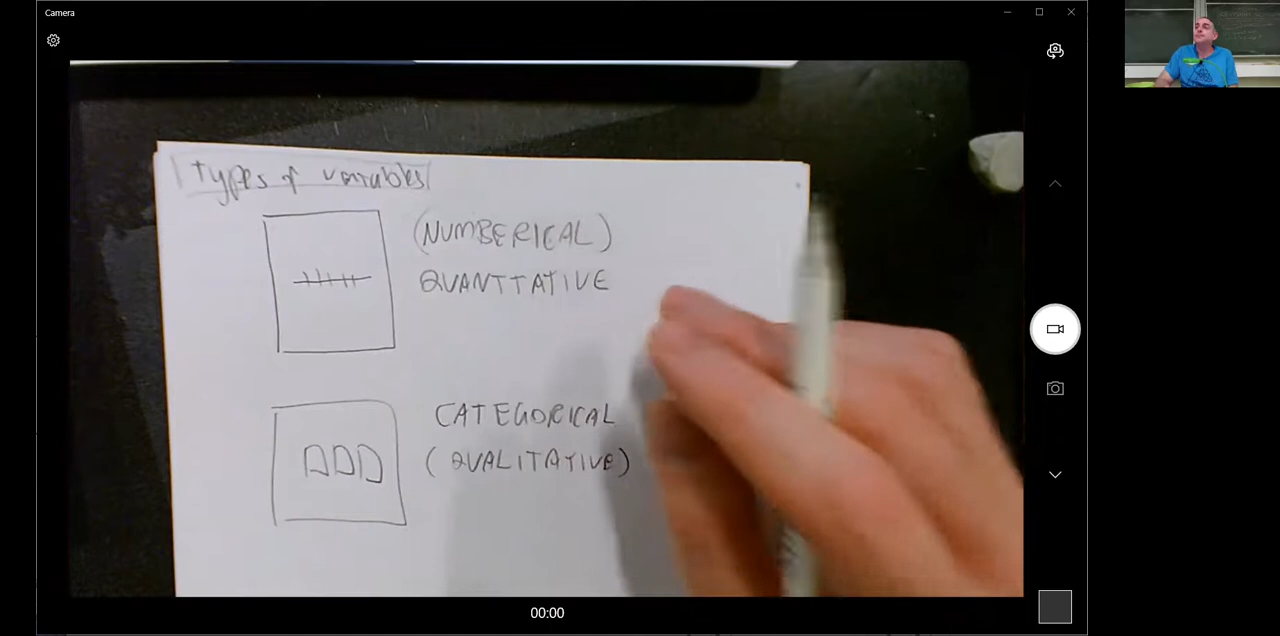 Camera
Types of variables
(NUMBERICAL)
QUANTTATIVE
CATEGORICAL
(QUALITATIVE)
00:00